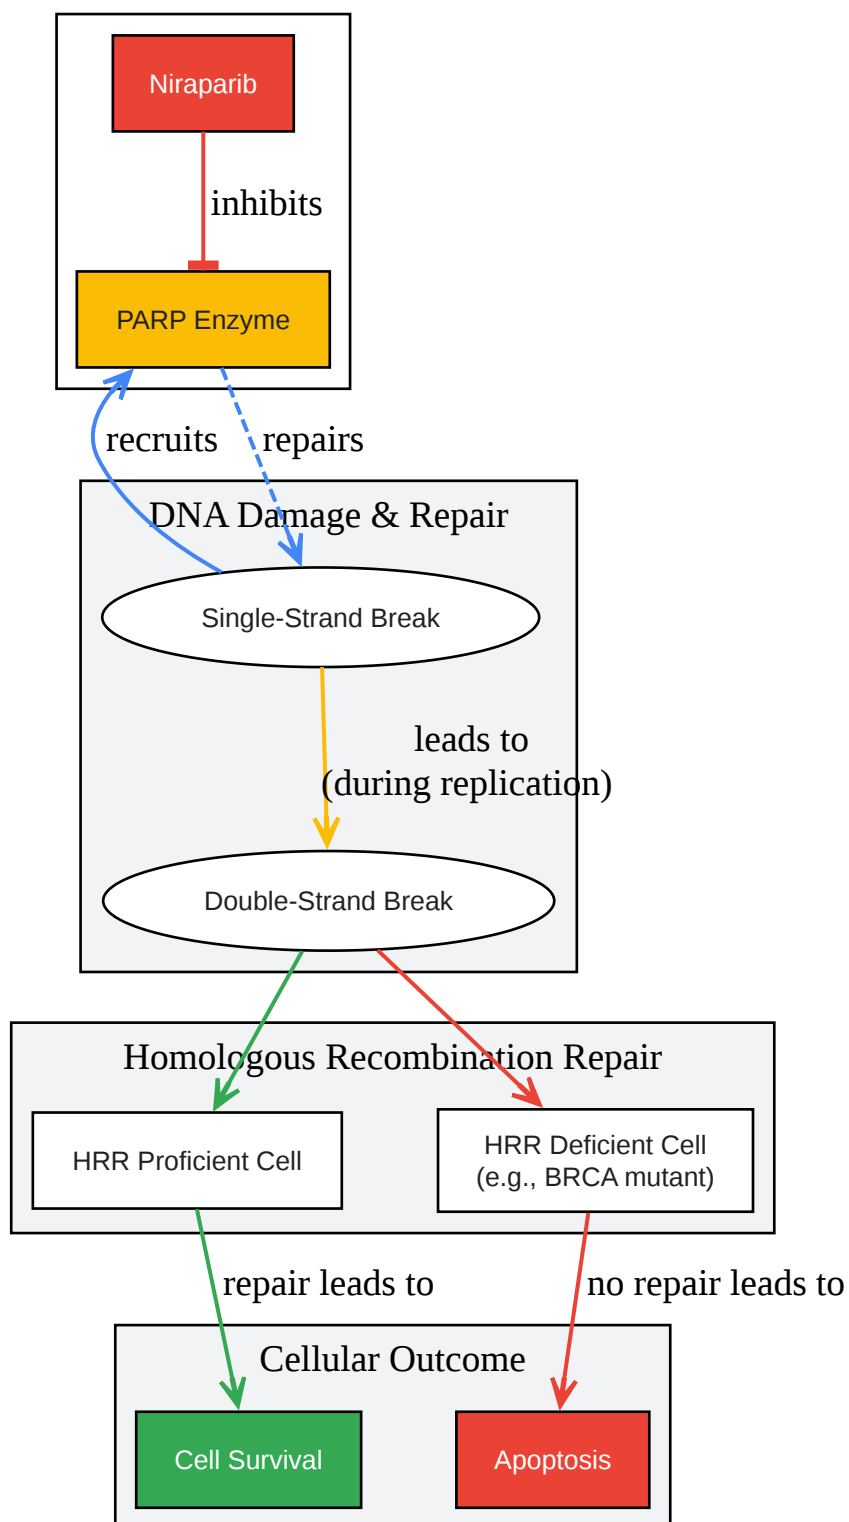 Niraparib
inhibits
PARP Enzyme
recruits
repairs
DNA Damage & Repair
Single-Strand Break
leads to
(during replication)
Double-Strand Break
Homologous Recombination Repair
HRR Proficient Cell
HRR Deficient Cell
(e.g., BRCA mutant)
repair leads to
no repair leads to
Cellular Outcome
Cell Survival
Apoptosis